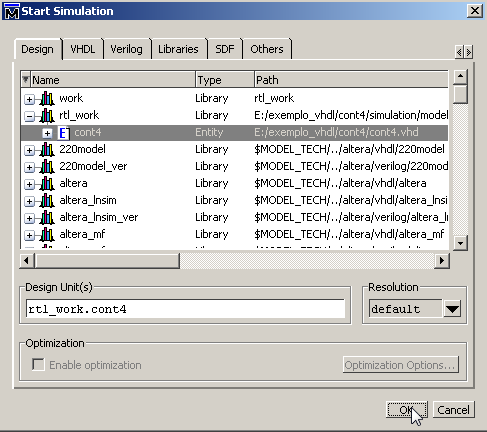 Start Simulation
Design VHDL Verilog Libraries SDF Others
Name Type Path
work Library rtl_work
rtl_work Library E:/exemplo_vhdl/cont4/simulation/model
E cont4 Entity E:/exemplo_vhdl/cont4/cont4.vhd
220model Library $MODEL_TECH/../altera/vhdl/220model
220model_ver Library $MODEL_TECH/../altera/verilog/220mod
altera Library $MODEL_TECH/../altera/vhdl/altera
altera_lnsim Library $MODEL_TECH/../altera/vhdl/altera_lnsi
altera_lnsim_ver Library $MODEL_TECH/../altera/verilog/altera_l
altera_mf Library $MODEL_TECH/../altera/vhdl/altera_mf
Design Unit(s) Resolution
rtl_work.cont4 default
Optimization
Enable optimization Optimization Options...
OK Cancel